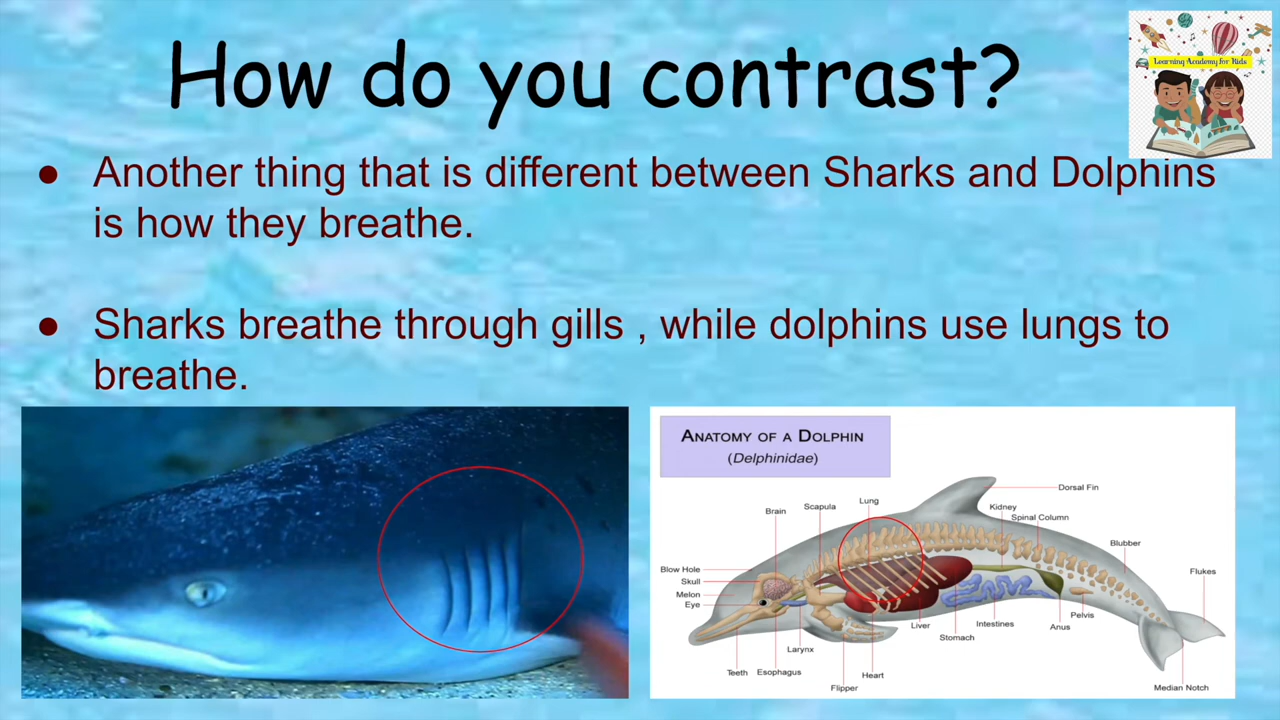 How do you contrast?
Learning Academy for Kids
● Another thing that is different between Sharks and Dolphins
is how they breathe.
● Sharks breathe through gills , while dolphins use lungs to
breathe.
ANATOMY OF A DOLPHIN
(Delphinidae)
Dorsal Fin
Lung
Scapula
Kidney
Brain
Spinal Column
Blubber
Blow Hole
Flukes
Skull
Melon
Eye
Pelvis
Liver
Intestines
Anus
Stomach
Larynx
Teeth
Esophagus
Heart
Flipper
Median Notch